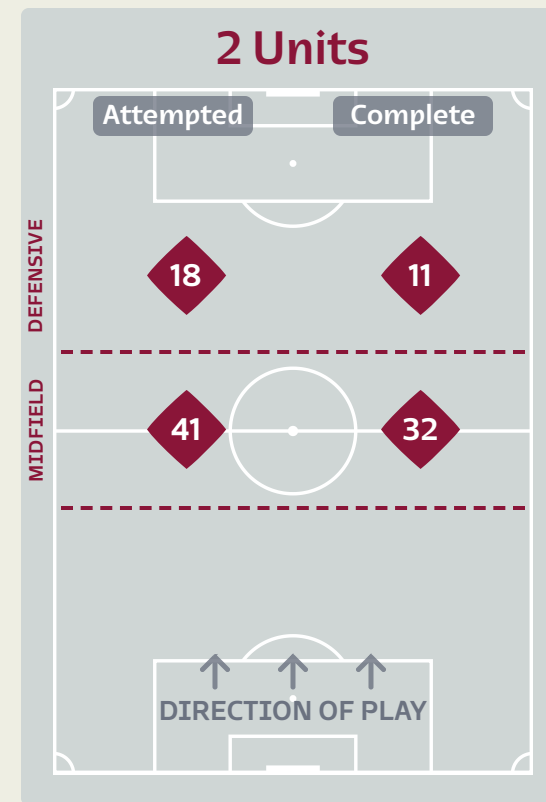 2 Units
Attempted Complete
DEFENSIVE
18 11
MIDFIELD
41 32
DIRECTION OF PLAY